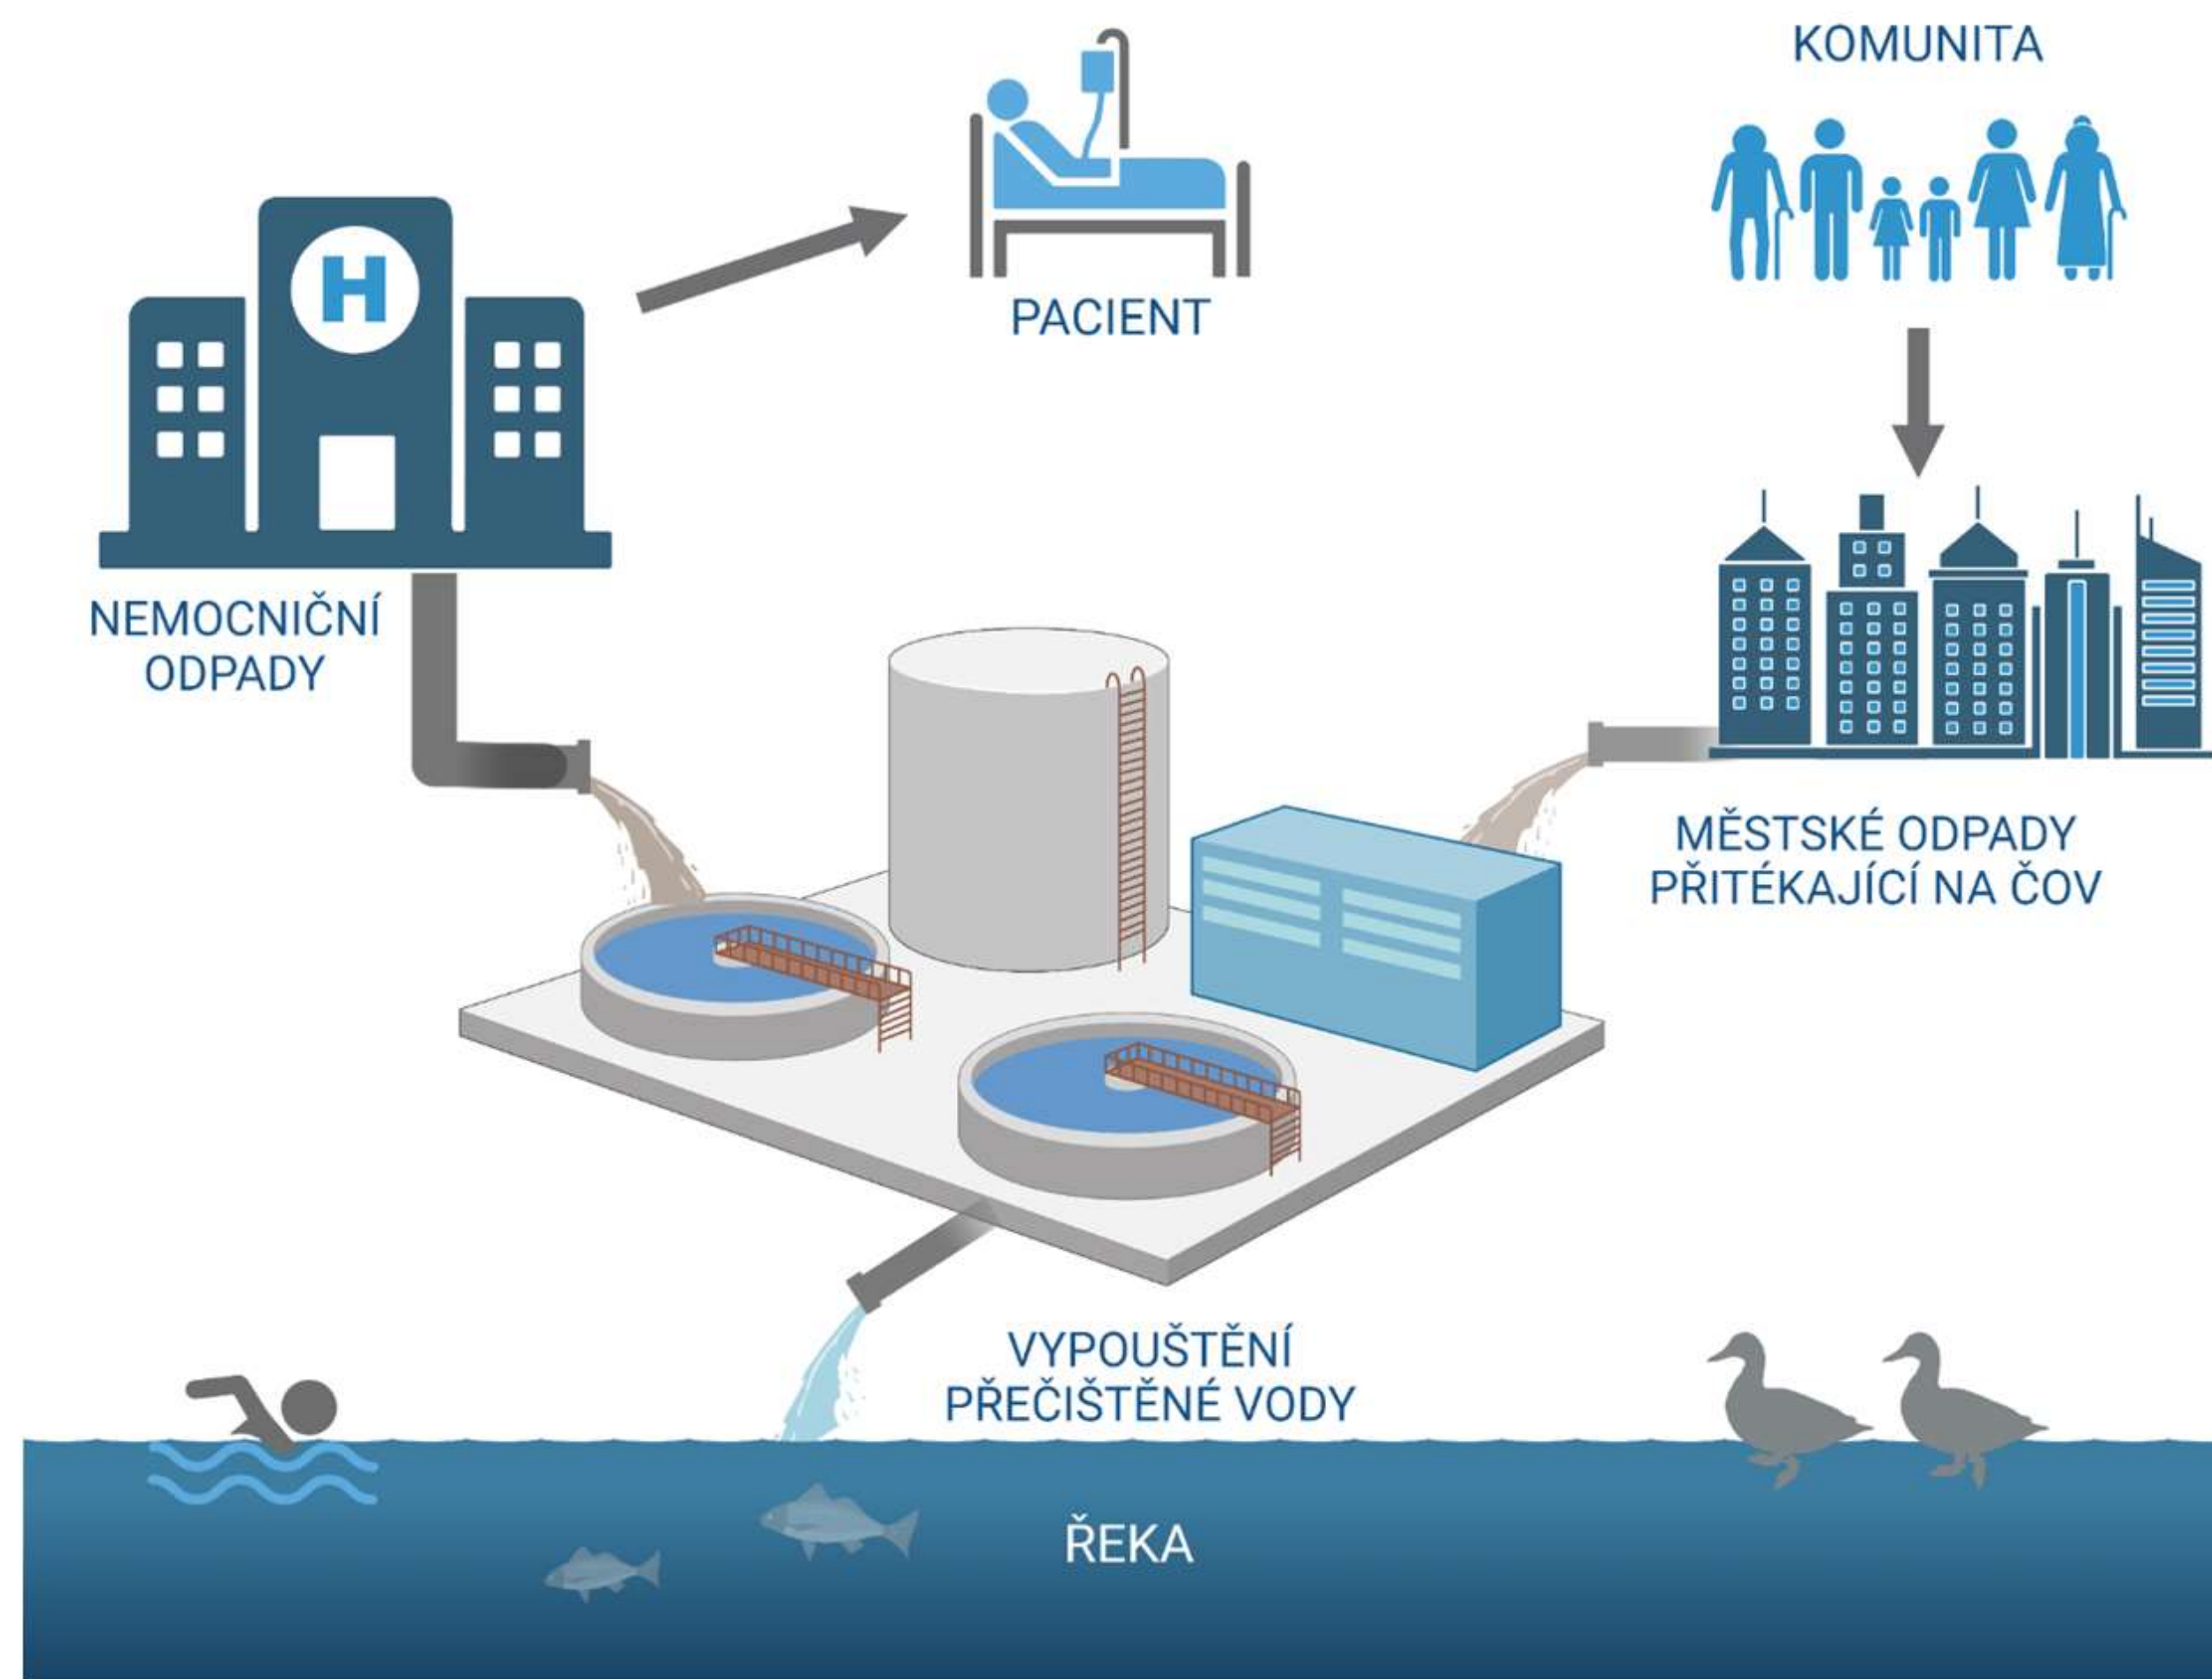 KOMUNITA
PACIENT
H
NEMOCNIČNÍ
ODPADY
MĚSTSKÉ ODPADY
PŘITÉKAJÍCÍ NA ČOV
VYPOUŠTĚNÍ
PŘEČIŠTĚNÉ VODY
ŘEKA